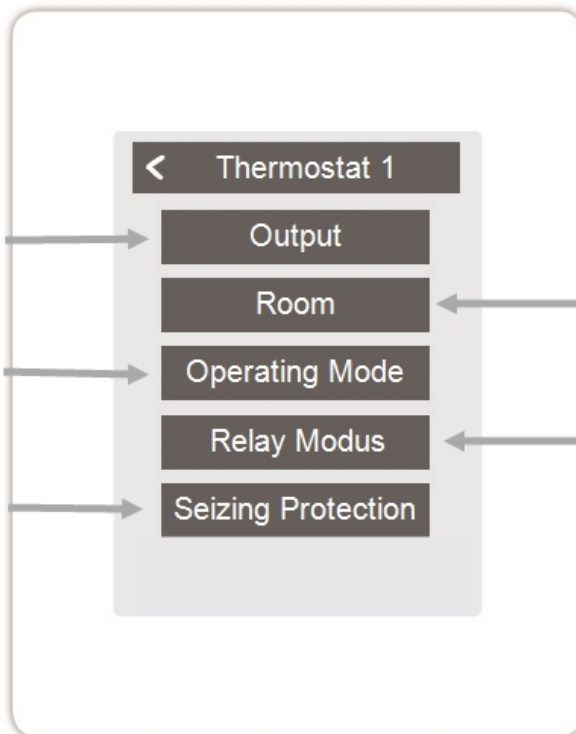 < Thermostat 1
Output
Room
Operating Mode
Relay Modus
Seizing Protection